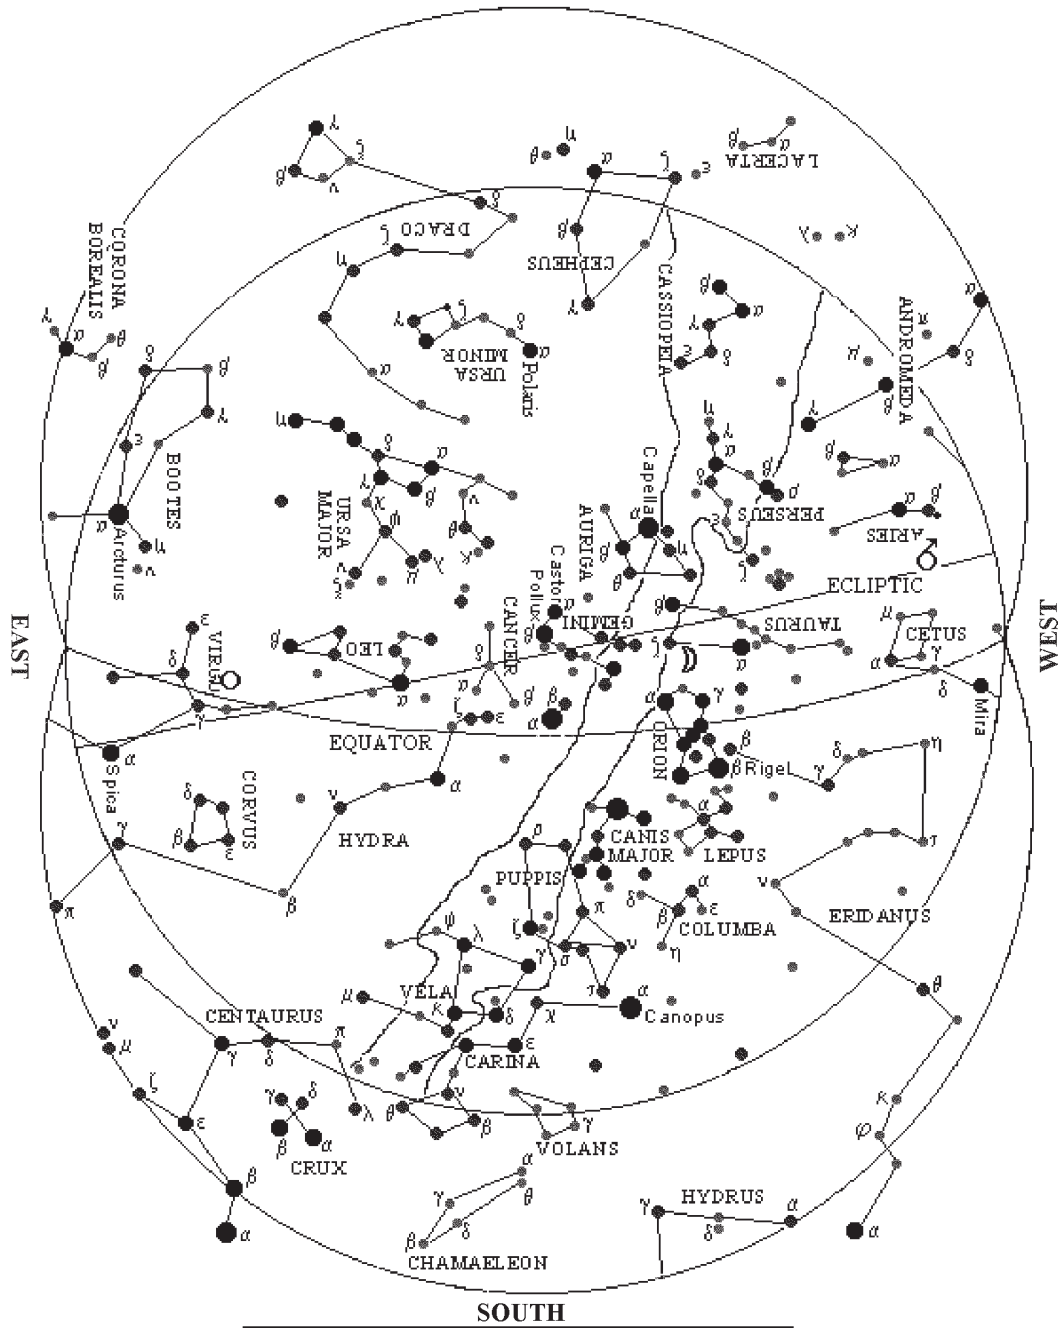 γ
ξ
β
ν
δ
DRACO
ζ
η
θ
η
α
ζ
ε
β
CEPHEUS
γ
β
α
LACERTA
λ
κ
CORONA
BOREALIS
γ
α
β
θ
δ
β
γ
ε
BOOTES
α
Arcturus
η
ν
γ
ζ
δ
α
Polaris
URSA
MINOR
α
CASSIOPEIA
β
α
γ
ε
δ
ANDROMEDA
α
π
δ
μ
β
γ
η
δ
α
γ
β
χ
ψ
ν
θ
κ
λ
μ
URSA
MAJOR
Capella
α
AURIGA
η
θ
η
γ
α
δ
β
ρ
PERSEUS
ε
ζ
β
α
α
β
ARIES
ECLIPTIC
EAST
WEST
VIRGO
ε
δ
γ
α
Spica
β
LEO
α
CANCER
δ
α
β
Castor
Pollux
α
β
GEMINI
β
ζ
TAURUS
α
μ
CETUS
α
γ
δ
Mira
EQUATOR
ζ
ε
β
α
α
γ
ORION
β
βRigel
β
γ
δ
η
CORVUS
δ
β
ε
γ
π
ν
HYDRA
α
β
CANIS
MAJOR
α
LEPUS
ρ
PUPPIS
ζ
π
σ
ν
τ
δ
α
β
ε
COLUMBA
η
ν
ERIDANUS
τ
θ
κ
φ
α
ψ
λ
γ
VELA
κ
δ
μ
χ
α
Canopus
ε
CARINA
ν
θ
β
CENTAURUS
π
γ
δ
ν
μ
ζ
ε
λ
β
α
γ
δ
β
α
CRUX
γ
VOLANS
α
γ
θ
δ
β
CHAMAELEON
γ
HYDRUS
α
δ
SOUTH